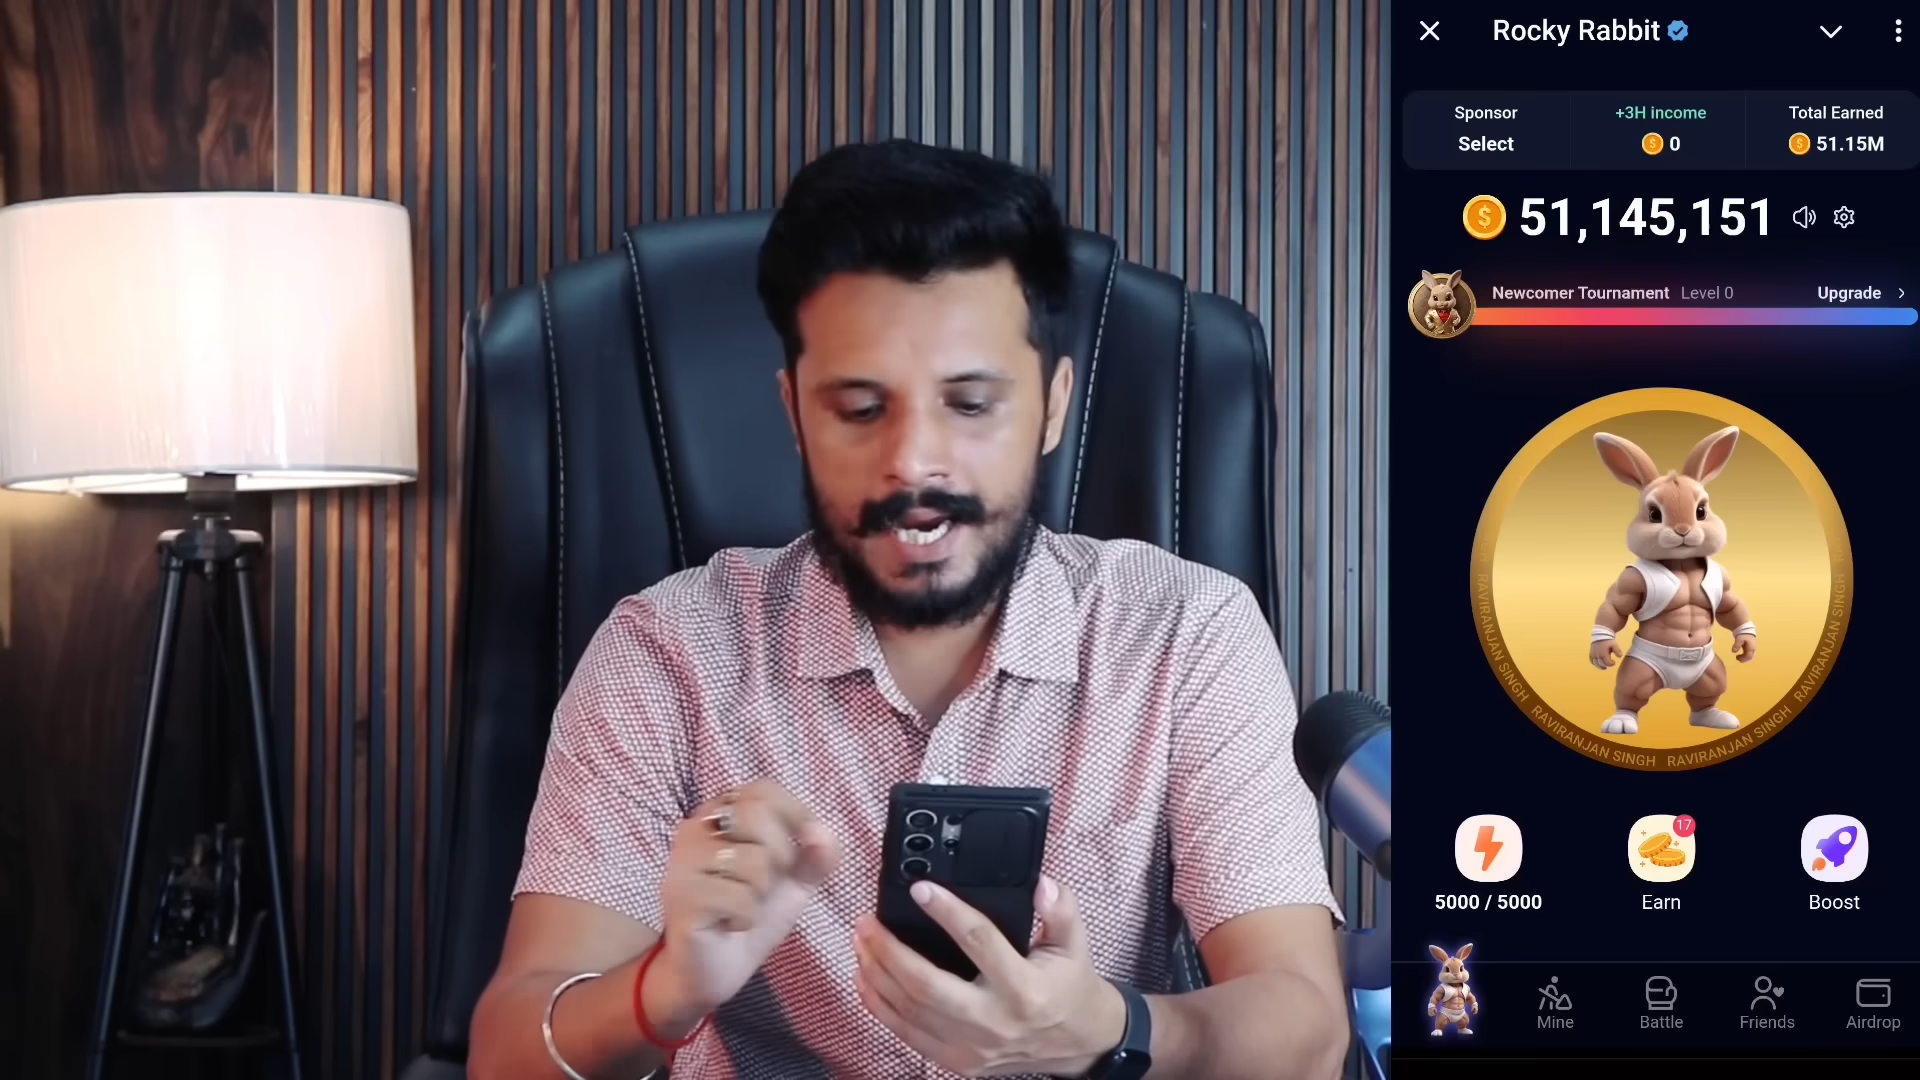 Rocky Rabbit
Sponsor
Select
+3H income
0
Total Earned
51.15M
51,145,151
Newcomer Tournament Level 0
Upgrade
RAVIRANJAN SINGH RAVIRANJAN SINGH RAVIRANJAN SINGH RAVIRANJAN SINGH
5000 / 5000
17
Earn
Boost
Mine
Battle
Friends
Airdrop